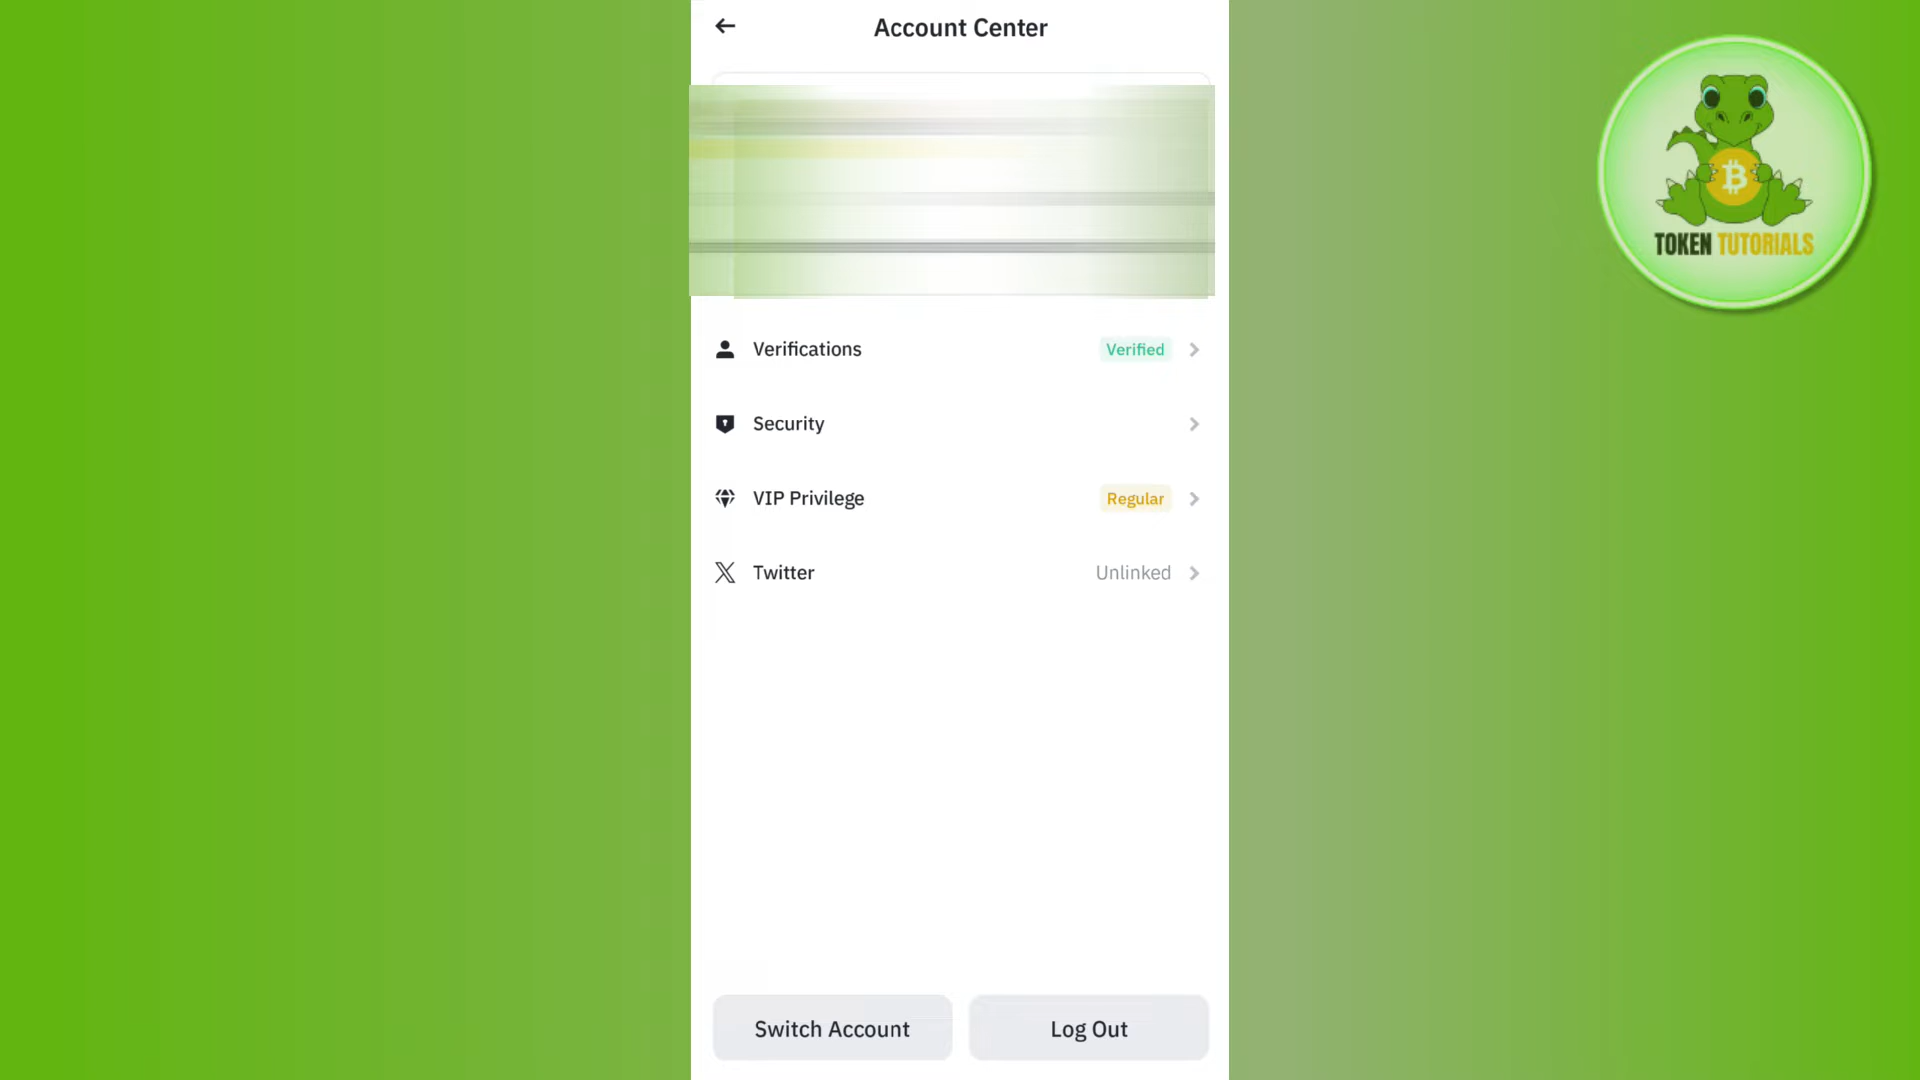 Account Center
Verifications Verified
Security
VIP Privilege Regular
Twitter Unlinked
Switch Account Log Out
TOKEN TUTORIALS